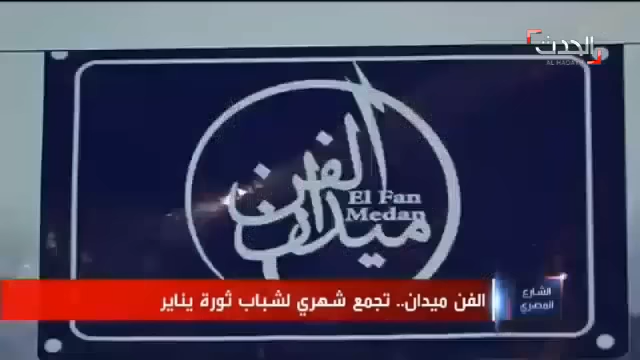 الحدث
AL HADATH
الفن
ميدان
El Fan
Medan
الشارع
المصري
الفن ميدان.. تجمع شهري لشباب ثورة يناير